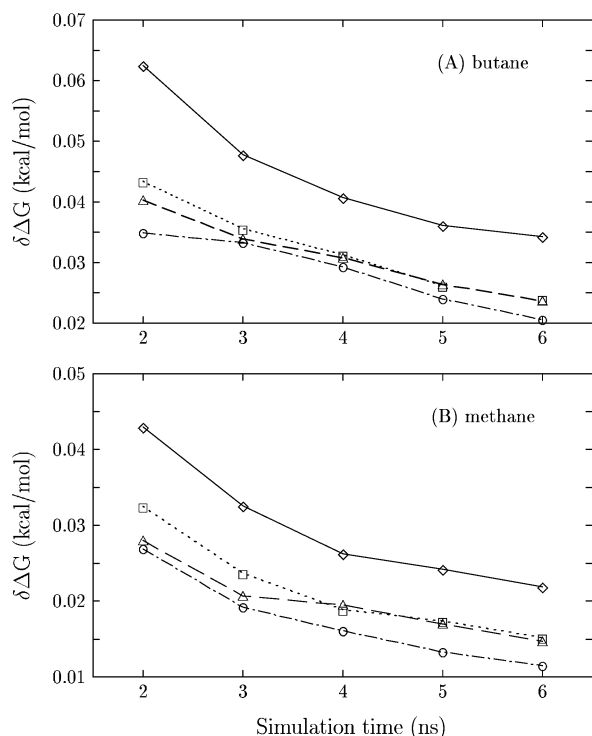 0.07
0.06
0.05
0.04
0.03
0.02
δΔG (kcal/mol)
(A) butane
2 3 4 5 6
0.05
0.04
0.03
0.02
0.01
δΔG (kcal/mol)
(B) methane
2 3 4 5 6
Simulation time (ns)